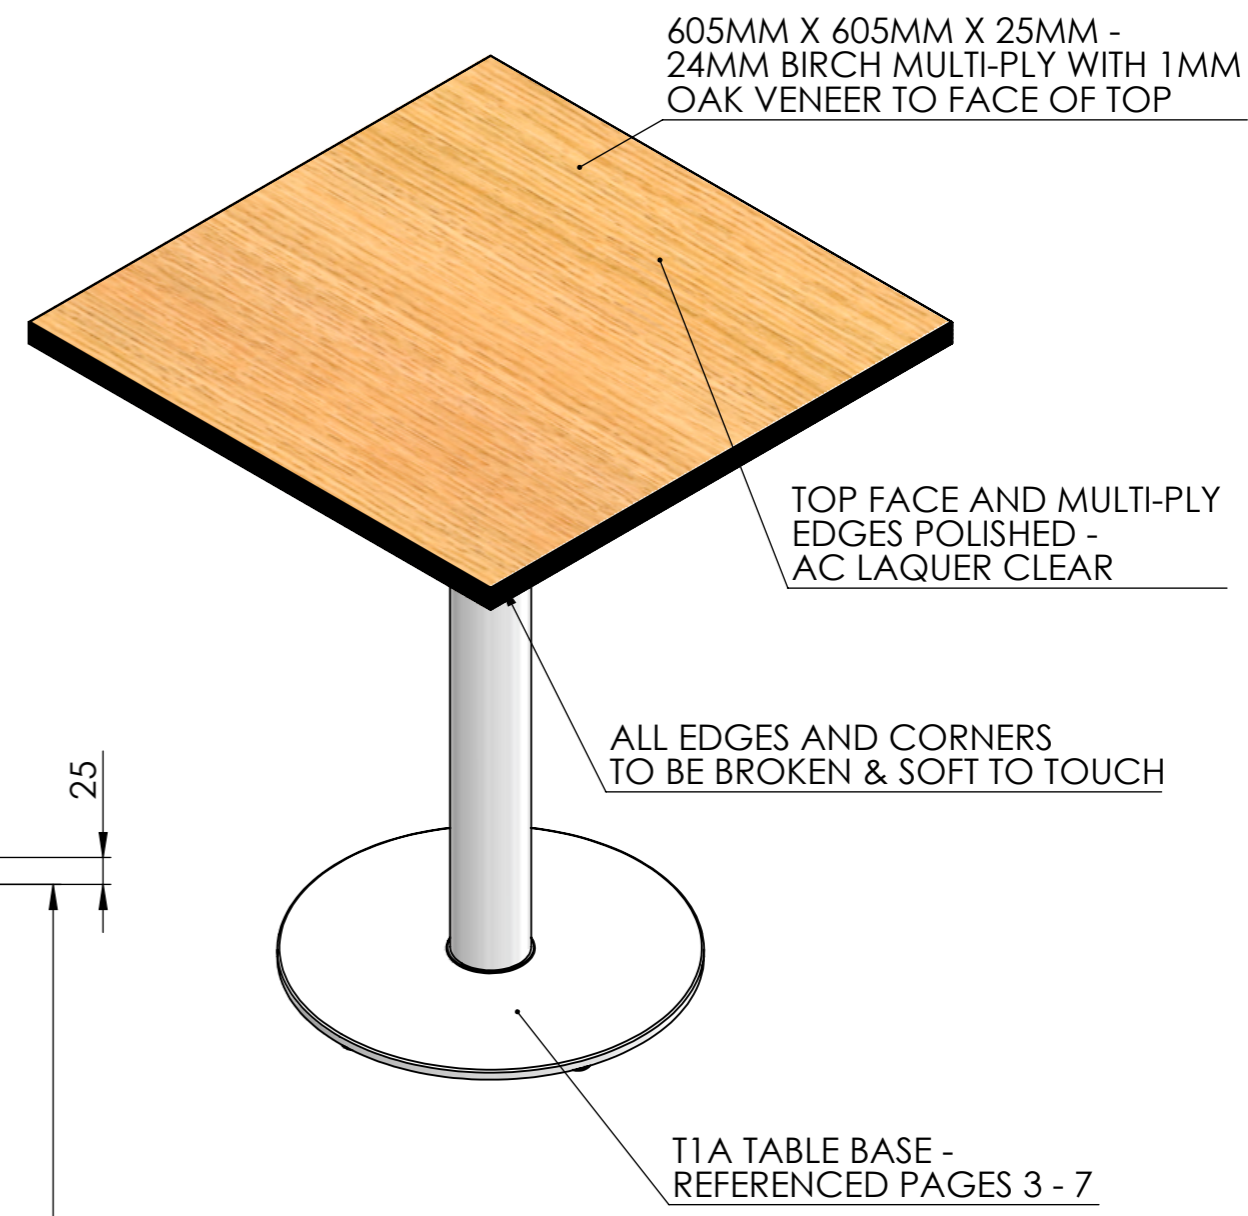 605MM X 605MM X 25MM -
24MM BIRCH MULTI-PLY WITH 1MM
OAK VENEER TO FACE OF TOP
TOP FACE AND MULTI-PLY
EDGES POLISHED -
AC LAQUER CLEAR
ALL EDGES AND CORNERS
TO BE BROKEN & SOFT TO TOUCH
25
T1A TABLE BASE -
REFERENCED PAGES 3 - 7